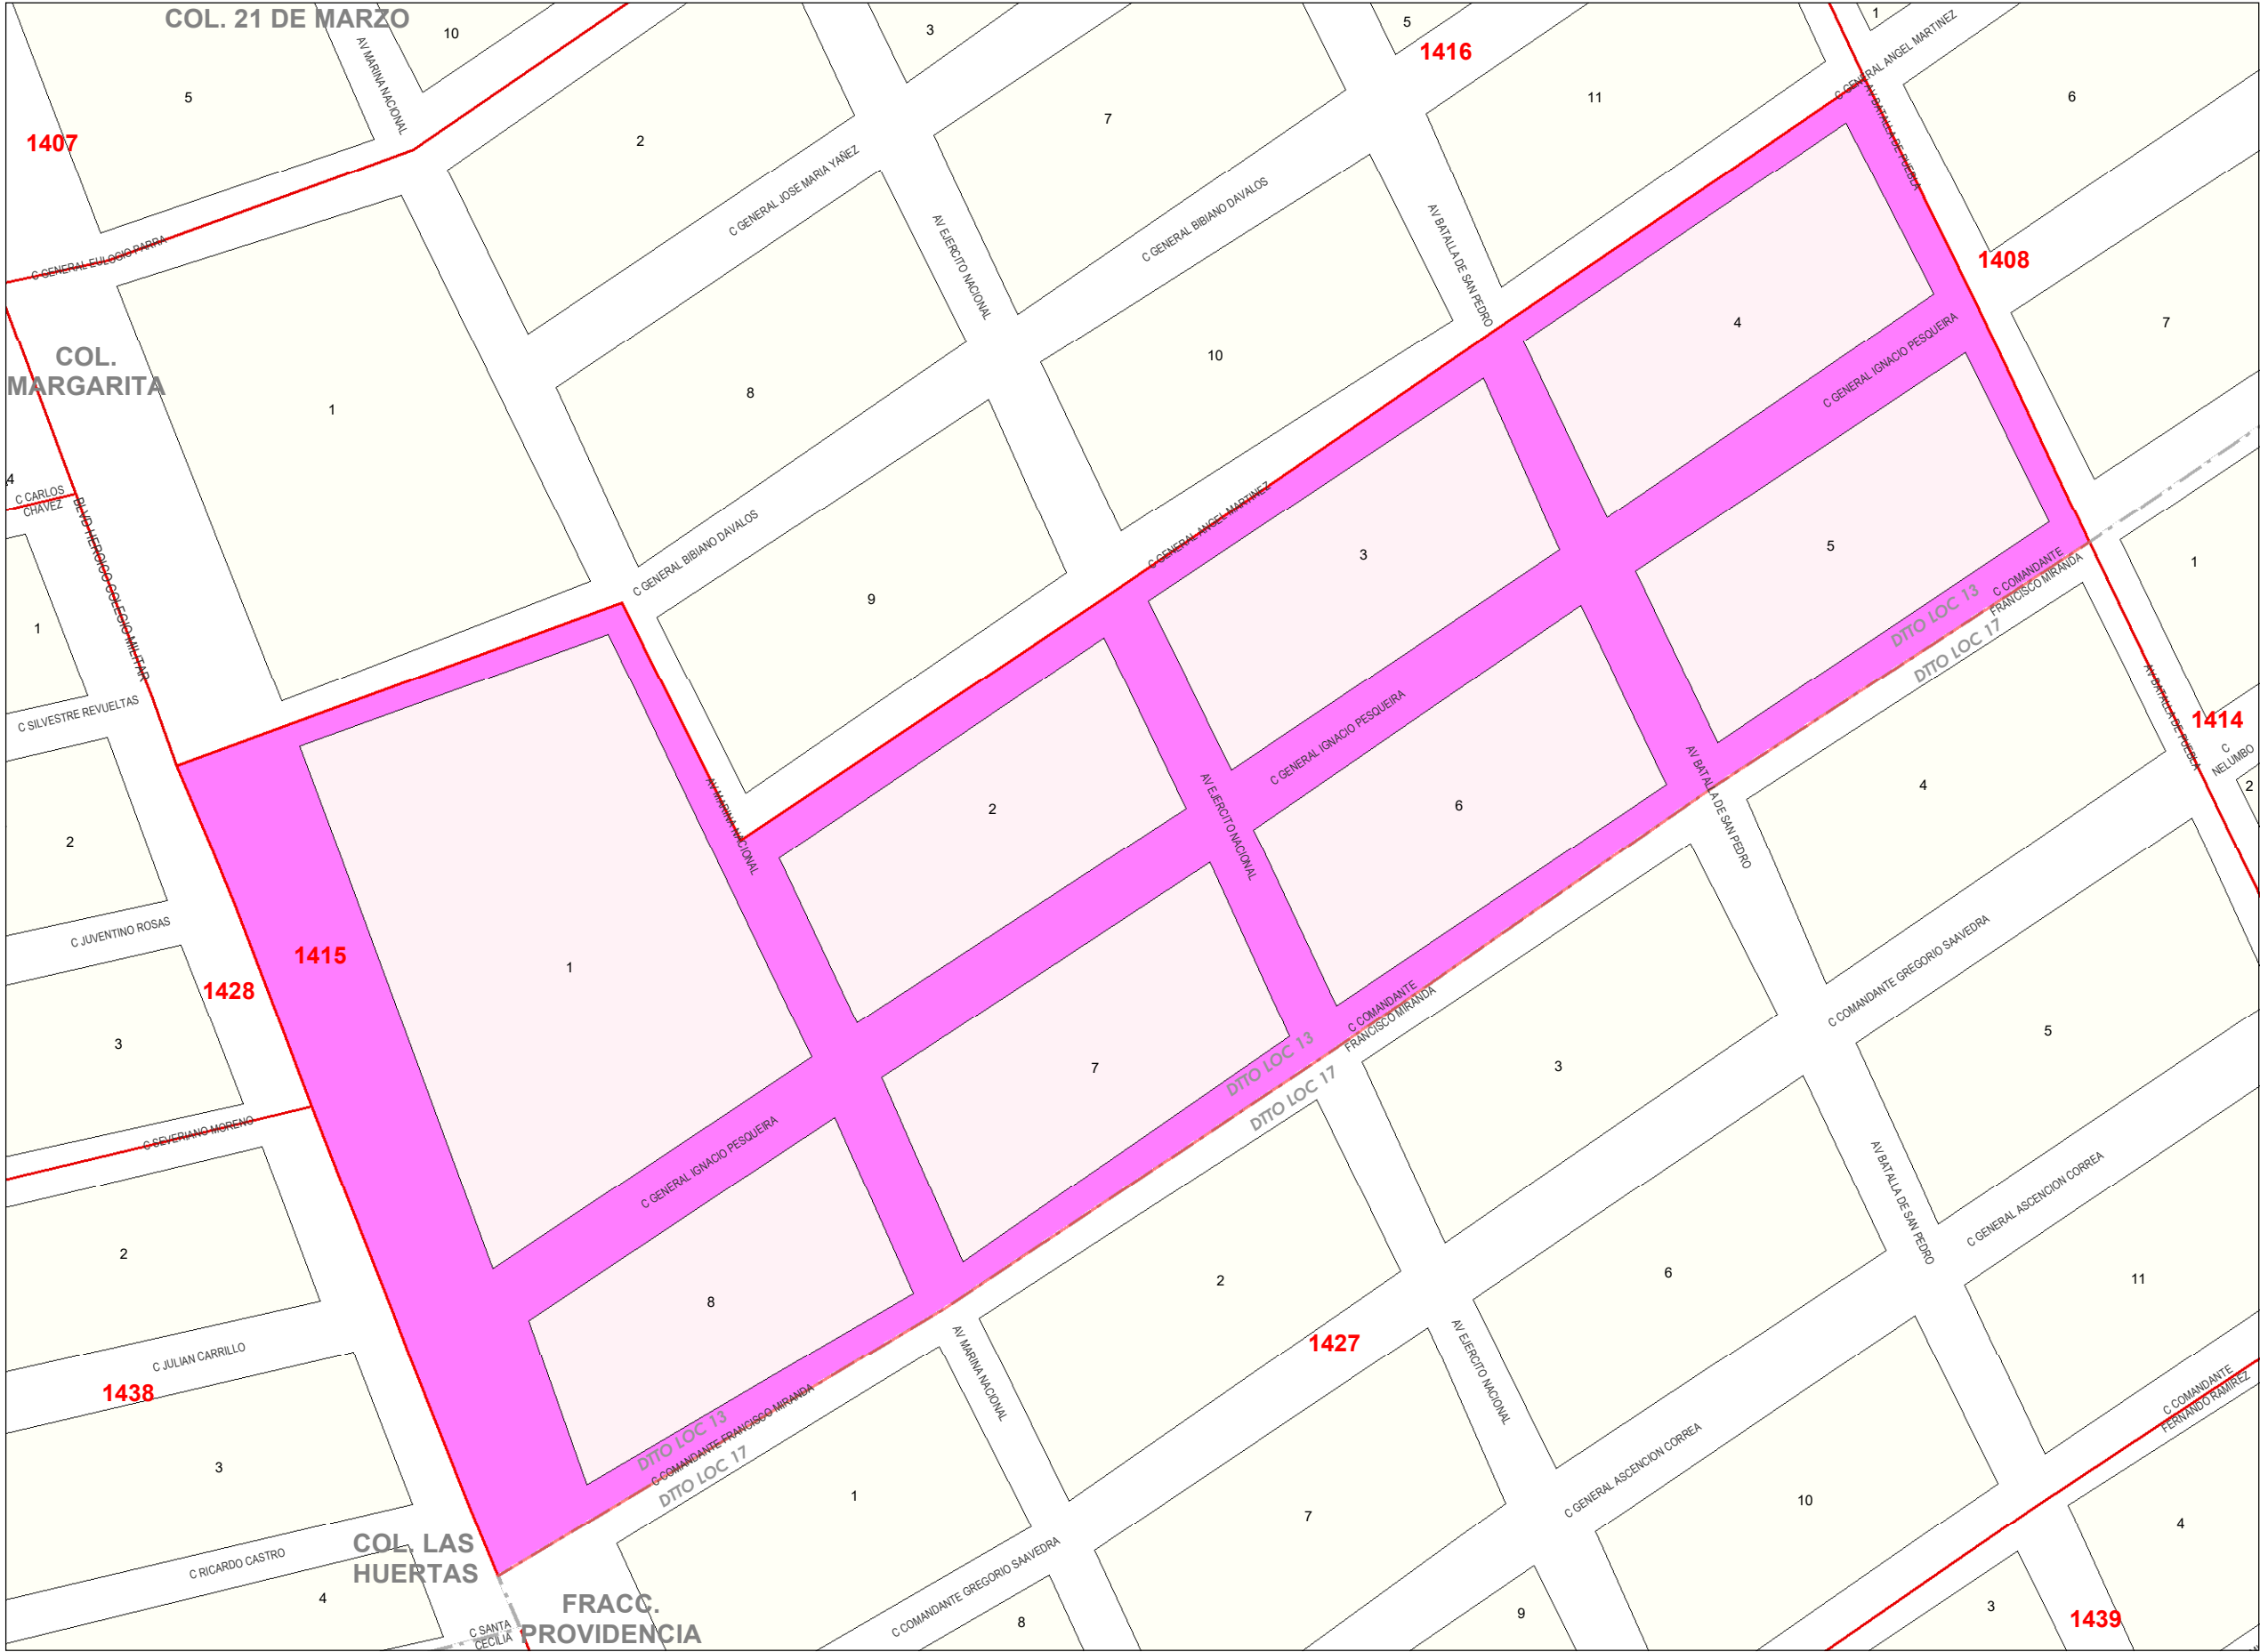 COL. 21 DE MARZO
10
3
5
1
1416
AV MARINA NACIONAL
C GENERAL ANGEL MARTINEZ
5
11
6
1407
2
7
AV BATALLA DE PUEBLA
C GENERAL JOSE MARIA YAÑEZ
C GENERAL BIBIANO DAVALOS
AV EJERCITO NACIONAL
AV BATALLA DE SAN PEDRO
C GENERAL EULOGIO PARRA
1408
4
7
COL.
MARGARITA
10
C GENERAL IGNACIO PESQUEIRA
1
8
4
C CARLOS
CHAVEZ
BLVD HEROICO COLEGIO MILITAR
C GENERAL BIBIANO DAVALOS
C GENERAL ANGEL MARTINEZ
3
5
1
C COMANDANTE
FRANCISCO MIRANDA
9
DTTO LOC 13
DTTO LOC 17
1
C SILVESTRE REVUELTAS
C GENERAL IGNACIO PESQUEIRA
AV BATALLA DE PUEBLA
1414
C
NELUMBO
2
AV MARINA NACIONAL
2
AV EJERCITO NACIONAL
6
AV BATALLA DE SAN PEDRO
4
2
C JUVENTINO ROSAS
1415
1
1428
C COMANDANTE GREGORIO SAAVEDRA
C COMANDANTE
FRANCISCO MIRANDA
3
5
7
DTTO LOC 13
DTTO LOC 17
3
C SEVERIANO MORENO
C GENERAL IGNACIO PESQUEIRA
AV BATALLA DE SAN PEDRO
C GENERAL ASCENCION CORREA
2
8
2
6
11
1427
AV MARINA NACIONAL
AV EJERCITO NACIONAL
C JULIAN CARRILLO
1438
C COMANDANTE
FERNANDO RAMIREZ
DTTO LOC 13
C COMANDANTE FRANCISCO MIRANDA
DTTO LOC 17
3
1
7
C GENERAL ASCENCION CORREA
10
4
COL. LAS
HUERTAS
C RICARDO CASTRO
4
C COMANDANTE GREGORIO SAAVEDRA
FRACC.
PROVIDENCIA
C SANTA
CECILIA
8
9
3
1439